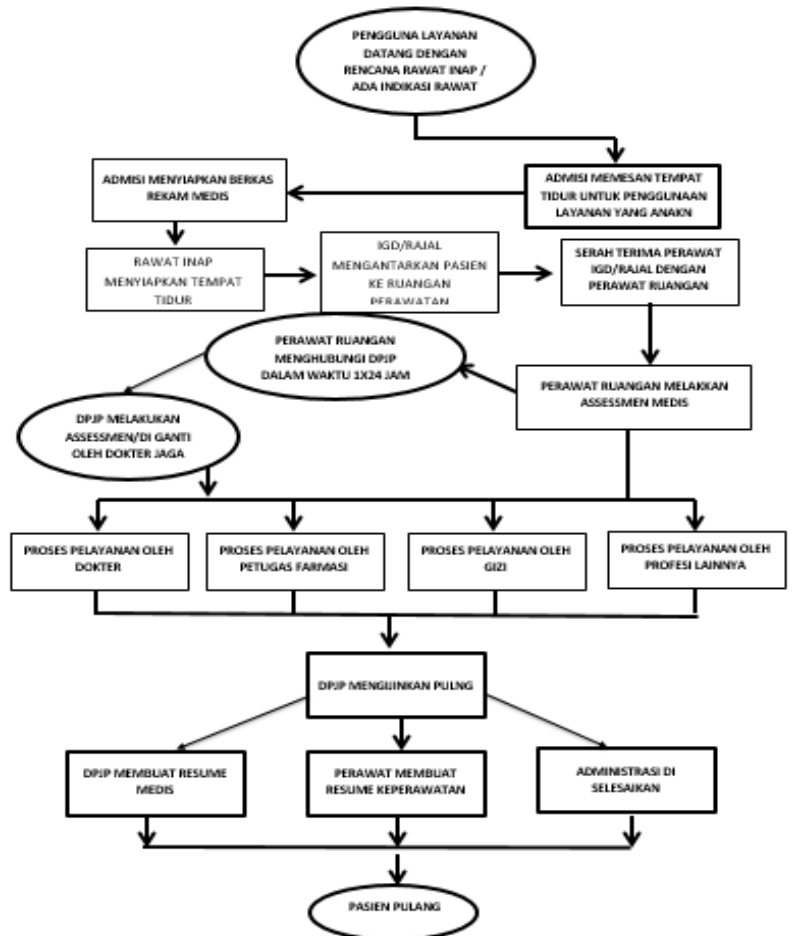 PENGGUNA LAYANAN
DATANG DENGAN
RENCANA RAWAT INAP /
ADA INDIKASI RAWAT
ADMISI MEMESAN TEMPAT
TIDUR UNTUK PENGGUNAAN
LAYANAN YANG ANAKN
ADMISI MENYIAPKAN BERKAS
REKAM MEDIS
RAWAT INAP
MENYIAPKAN TEMPAT
TIDUR
IGD/RAJAL
MENGANTARKAN PASIEN
KE RUANGAN
PERAWATAN
SERAH TERIMA PERAWAT
IGD/RAJAL DENGAN
PERAWAT RUANGAN
PERAWAT RUANGAN MELAKKAN
ASSESSMEN MEDIS
PERAWAT RUANGAN
MENGHUBUNGI DPJP
DALAM WAKTU 1X24 JAM
DPJP MELAKUKAN
ASSESSMEN/DI GANTI
OLEH DOKTER JAGA
PROSES PELAYANAN OLEH
DOKTER
PROSES PELAYANAN OLEH
PETUGAS FARMASI
PROSES PELAYANAN OLEH
GIZI
PROSES PELAYANAN OLEH
PROFESI LAINNYA
DPJP MENGIJINKAN PULNG
DPJP MEMBUAT RESUME
MEDIS
PERAWAT MEMBUAT
RESUME KEPERAWATAN
ADMINISTRASI DI
SELESAIKAN
PASIEN PULANG